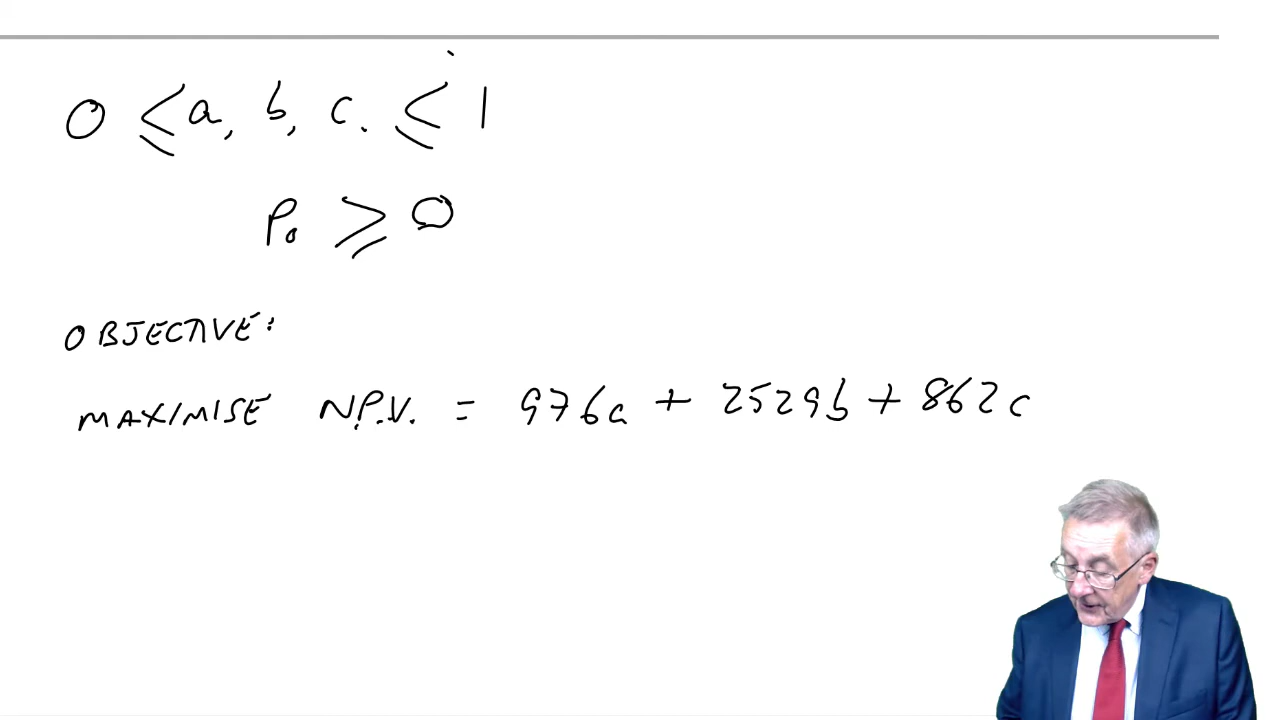 0 ≤ a, b, c. ≤ 1
P₀ ≥ 0
OBJECTIVE:
MAXIMISE N.P.V. = 976a + 2529b + 862c